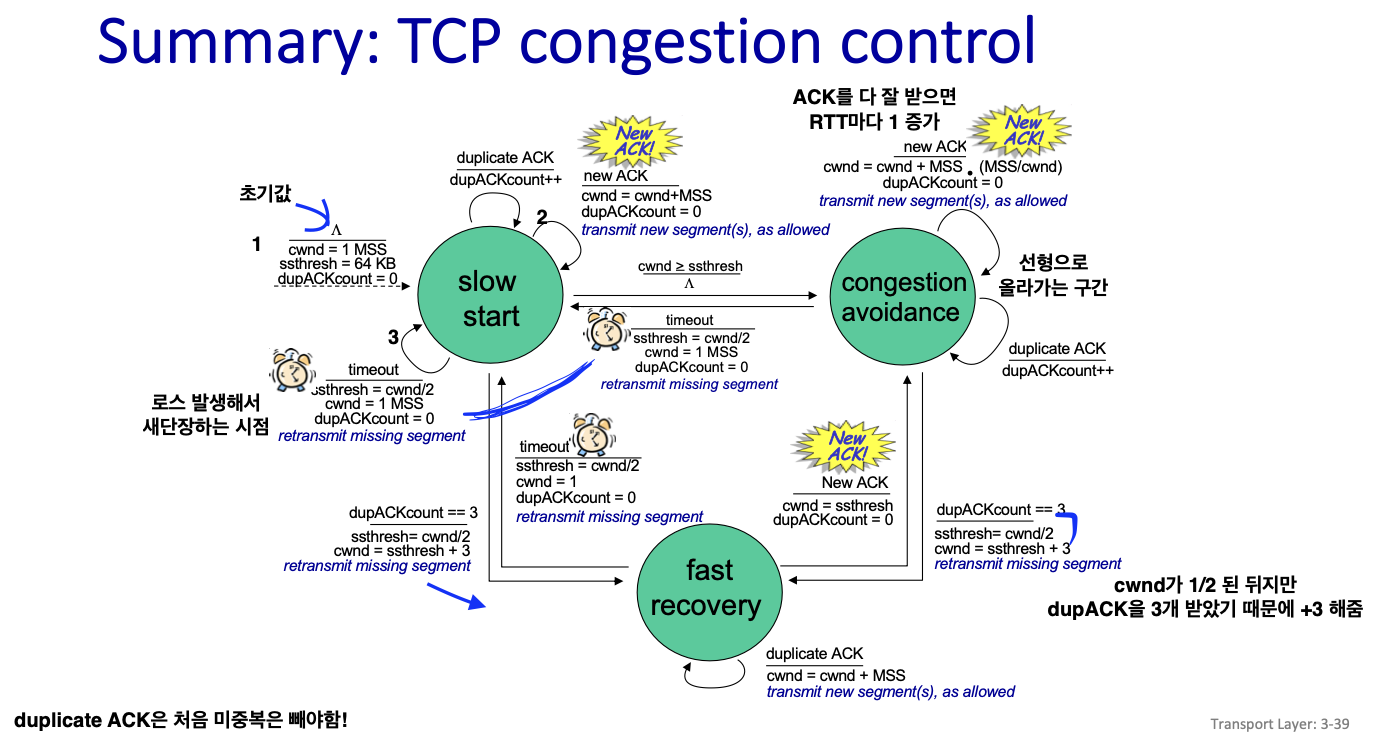 Summary: TCP congestion control
ACK를 다 잘 받으면
RTT마다 1 증가
New
ACK!
new ACK
cwnd = cwnd + MSS . (MSS/cwnd)
dupACKcount = 0
transmit new segment(s), as allowed
New
ACK!
duplicate ACK
dupACKcount++
new ACK
cwnd = cwnd+MSS
dupACKcount = 0
transmit new segment(s), as allowed
초기값
1
2
Λ
cwnd = 1 MSS
ssthresh = 64 KB
dupACKcount = 0
slow
start
cwnd ≥ ssthresh
Λ
congestion
avoidance
선형으로
올라가는 구간
timeout
ssthresh = cwnd/2
cwnd = 1 MSS
dupACKcount = 0
retransmit missing segment
duplicate ACK
dupACKcount++
3
timeout
ssthresh = cwnd/2
cwnd = 1 MSS
dupACKcount = 0
retransmit missing segment
로스 발생해서
새단장하는 시점
timeout
ssthresh = cwnd/2
cwnd = 1
dupACKcount = 0
retransmit missing segment
New
ACK!
New ACK
cwnd = ssthresh
dupACKcount = 0
dupACKcount == 3
ssthresh= cwnd/2
cwnd = ssthresh + 3
retransmit missing segment
dupACKcount == 3
ssthresh= cwnd/2
cwnd = ssthresh + 3
retransmit missing segment
fast
recovery
cwnd가 1/2 된 뒤지만
dupACK을 3개 받았기 때문에 +3 해줌
duplicate ACK
cwnd = cwnd + MSS
transmit new segment(s), as allowed
duplicate ACK은 처음 미중복은 빼야함!
Transport Layer: 3-39